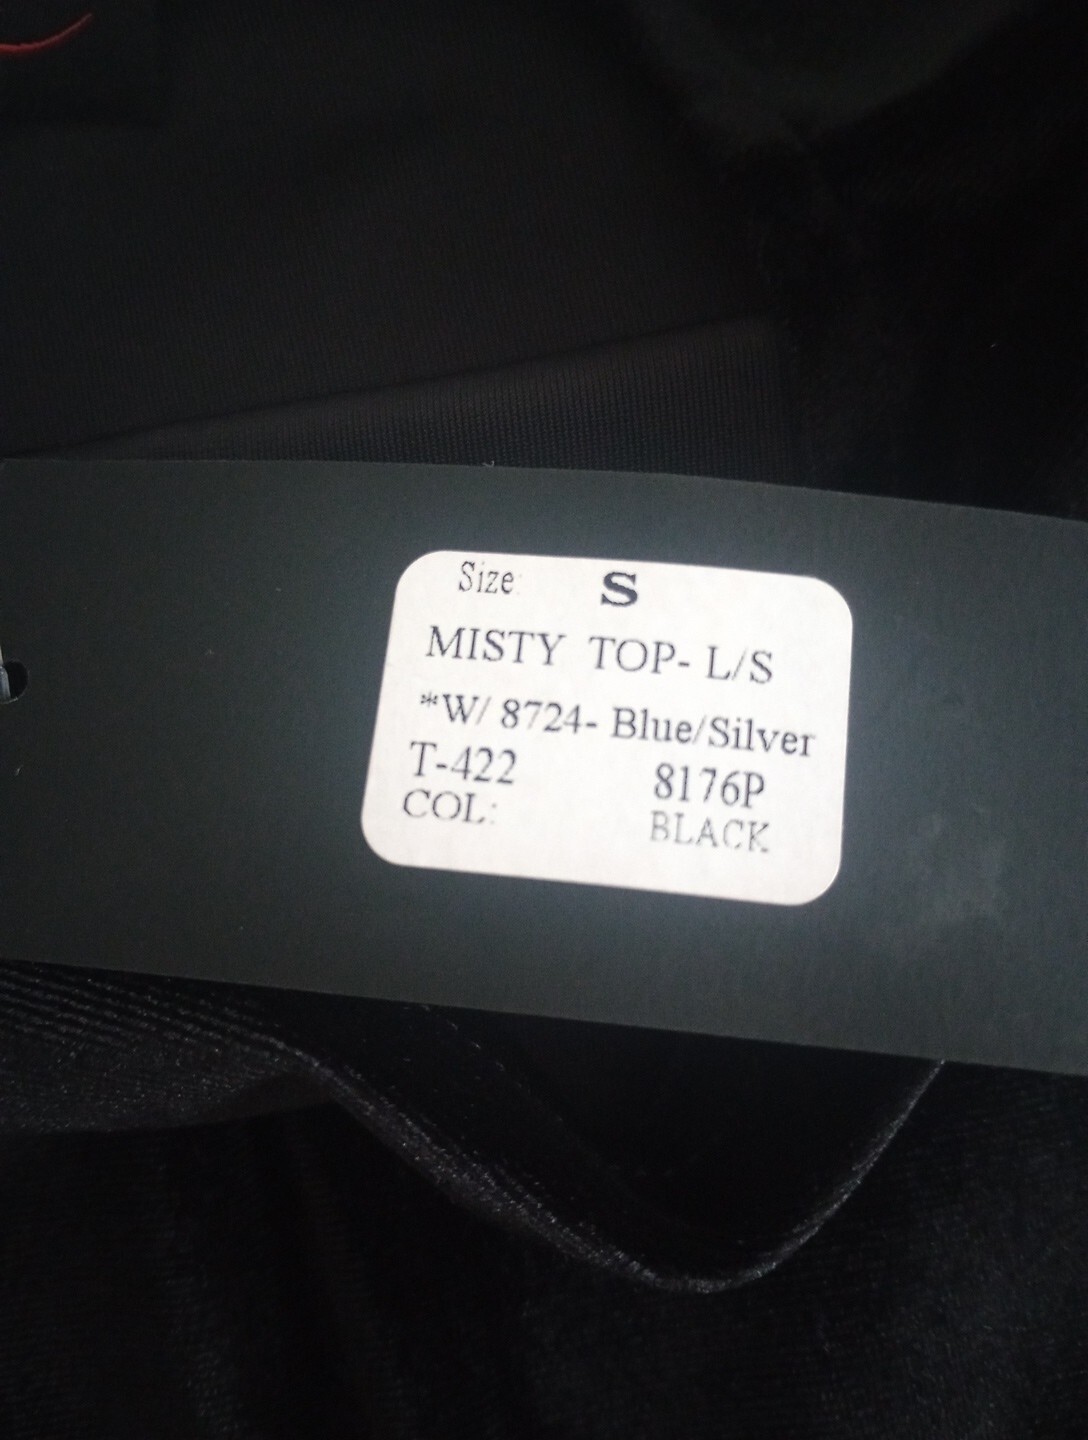 Size: S
MISTY TOP- L/S
*W/ 8724- Blue/Silver
T-422 8176P
COL: BLACK